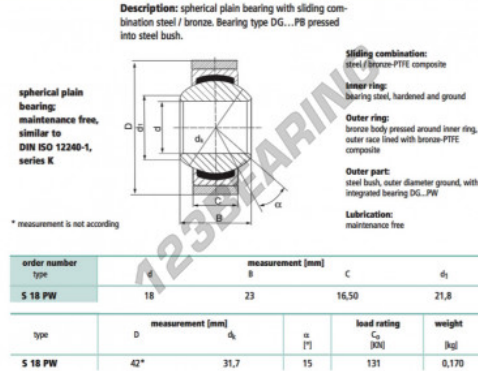 Description: spherical plain bearing with sliding com-
bination steel / bronze. Bearing type DG...PB pressed
into steel bush.
Sliding combination:
steel / bronze-PTFE composite
Inner ring:
bearing steel, hardened and ground
Outer ring:
bronze body pressed around inner ring,
outer race lined with bronze-PTFE
composite
Outer part:
steel bush, outer diameter ground, with
integrated bearing DG...PW
Lubrication:
maintenance free
spherical plain
bearing;
maintenance free,
similar to
DIN ISO 12240-1,
series K
D
d₁
d
dₖ
C
B
α
* measurement is not according
123BEARING
order number measurement [mm]
type d B C d₁
S 18 PW 18 23 16,50 21,8
measurement [mm] load rating weight
type D dₖ α C₀
[°] [KN] [kg]
S 18 PW 42* 31,7 15 131 0,170